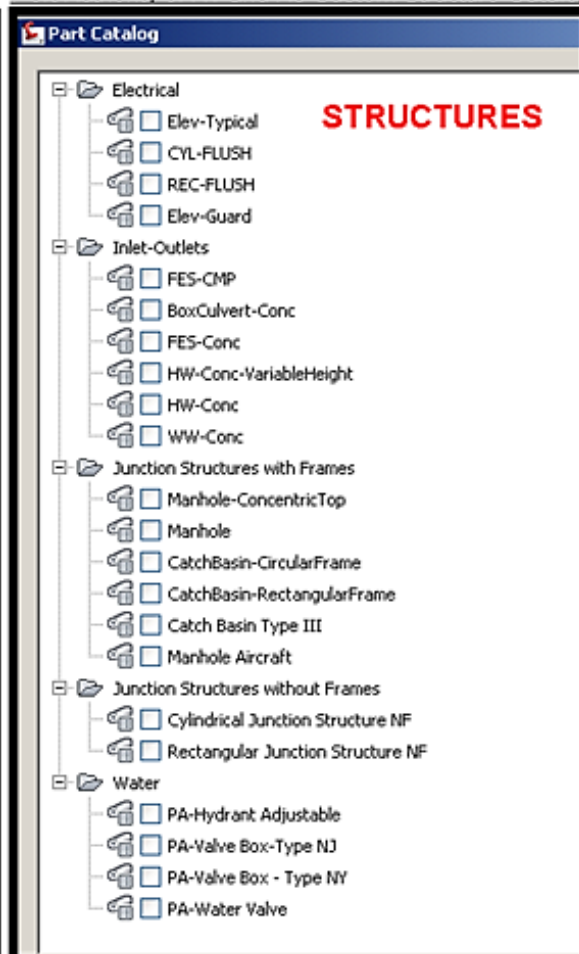 Part Catalog
Electrical
STRUCTURES
Elev-Typical
CYL-FLUSH
REC-FLUSH
Elev-Guard
Inlet-Outlets
FES-CMP
BoxCulvert-Conc
FES-Conc
HW-Conc-VariableHeight
HW-Conc
WW-Conc
Junction Structures with Frames
Manhole-ConcentricTop
Manhole
CatchBasin-CircularFrame
CatchBasin-RectangularFrame
Catch Basin Type III
Manhole Aircraft
Junction Structures without Frames
Cylindrical Junction Structure NF
Rectangular Junction Structure NF
Water
PA-Hydrant Adjustable
PA-Valve Box-Type NJ
PA-Valve Box - Type NY
PA-Water Valve